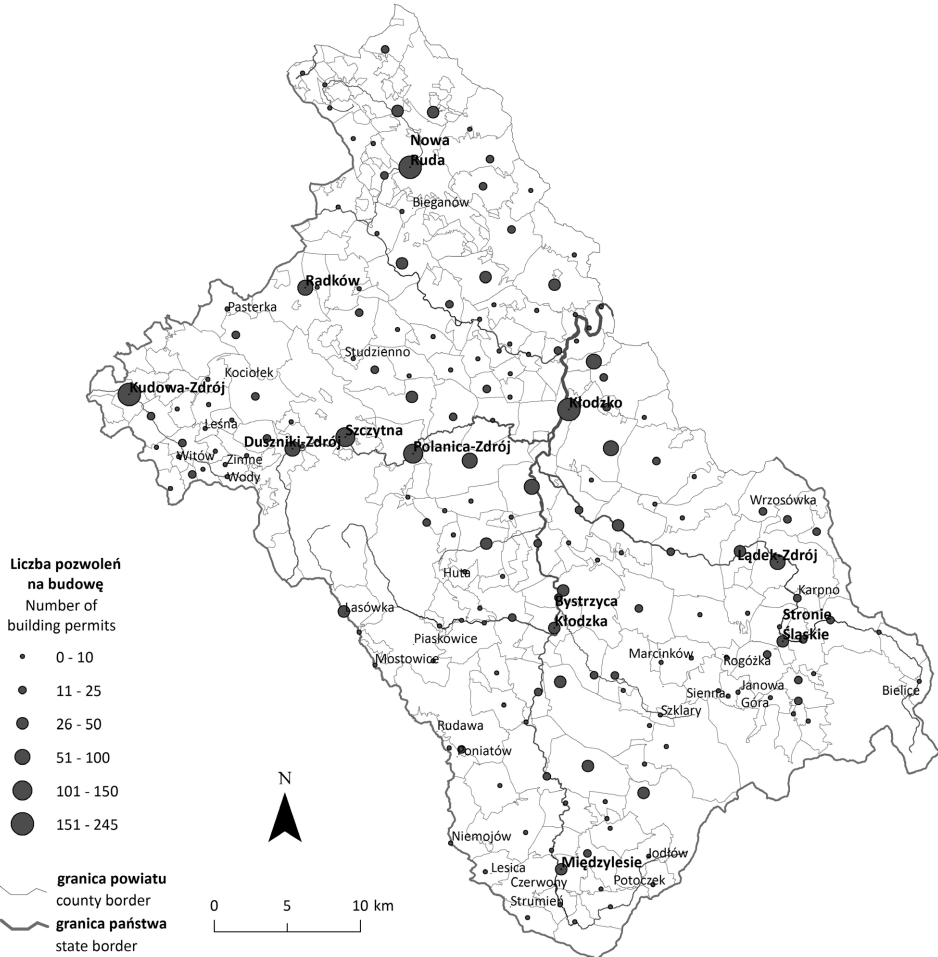 Nowa
Ruda
Bieganów
Radków
Pasterka
Studzienno
Kociołek
Kudowa-Zdrój
Kłodzko
Leśna
Szczytna
Duszniki-Zdrój
Polanica-Zdrój
Witów
Zimne
Wody
Wrzosówka
Lądek-Zdrój
Huta
Karpno
Bystrzyca
Kłodzka
Lasówka
Stronie
Śląskie
Piaskowice
Marcinków
Rogóżka
Mostowice
Sienna
Janowa
Góra
Bielice
Szklary
Rudawa
Poniatów
Niemojów
Jodłów
Międzylesie
Lesica
Czerwony
Strumień
Potoczek
Liczba pozwoleń
na budowę
Number of
building permits
0 - 10
11 - 25
26 - 50
51 - 100
101 - 150
151 - 245
granica powiatu
county border
granica państwa
state border
N
0 5 10 km